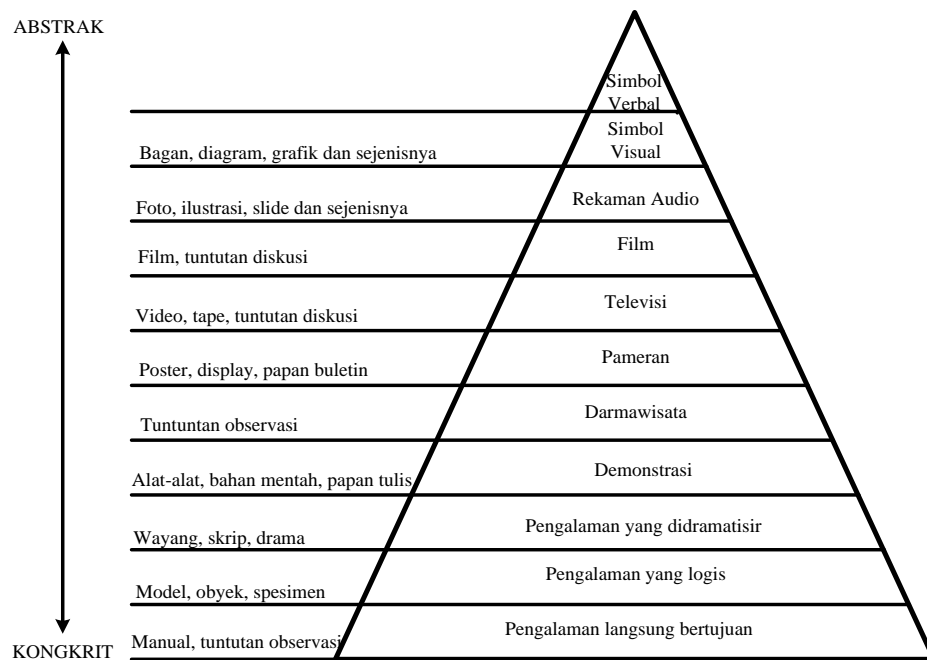 ABSTRAK
Simbol
Verbal
Simbol
Visual
Bagan, diagram, grafik dan sejenisnya
Rekaman Audio
Foto, ilustrasi, slide dan sejenisnya
Film
Film, tuntutan diskusi
Televisi
Video, tape, tuntutan diskusi
Pameran
Poster, display, papan buletin
Darmawisata
Tuntuntan observasi
Demonstrasi
Alat-alat, bahan mentah, papan tulis
Pengalaman yang didramatisir
Wayang, skrip, drama
Pengalaman yang logis
Model, obyek, spesimen
Pengalaman langsung bertujuan
Manual, tuntutan observasi
KONGKRIT